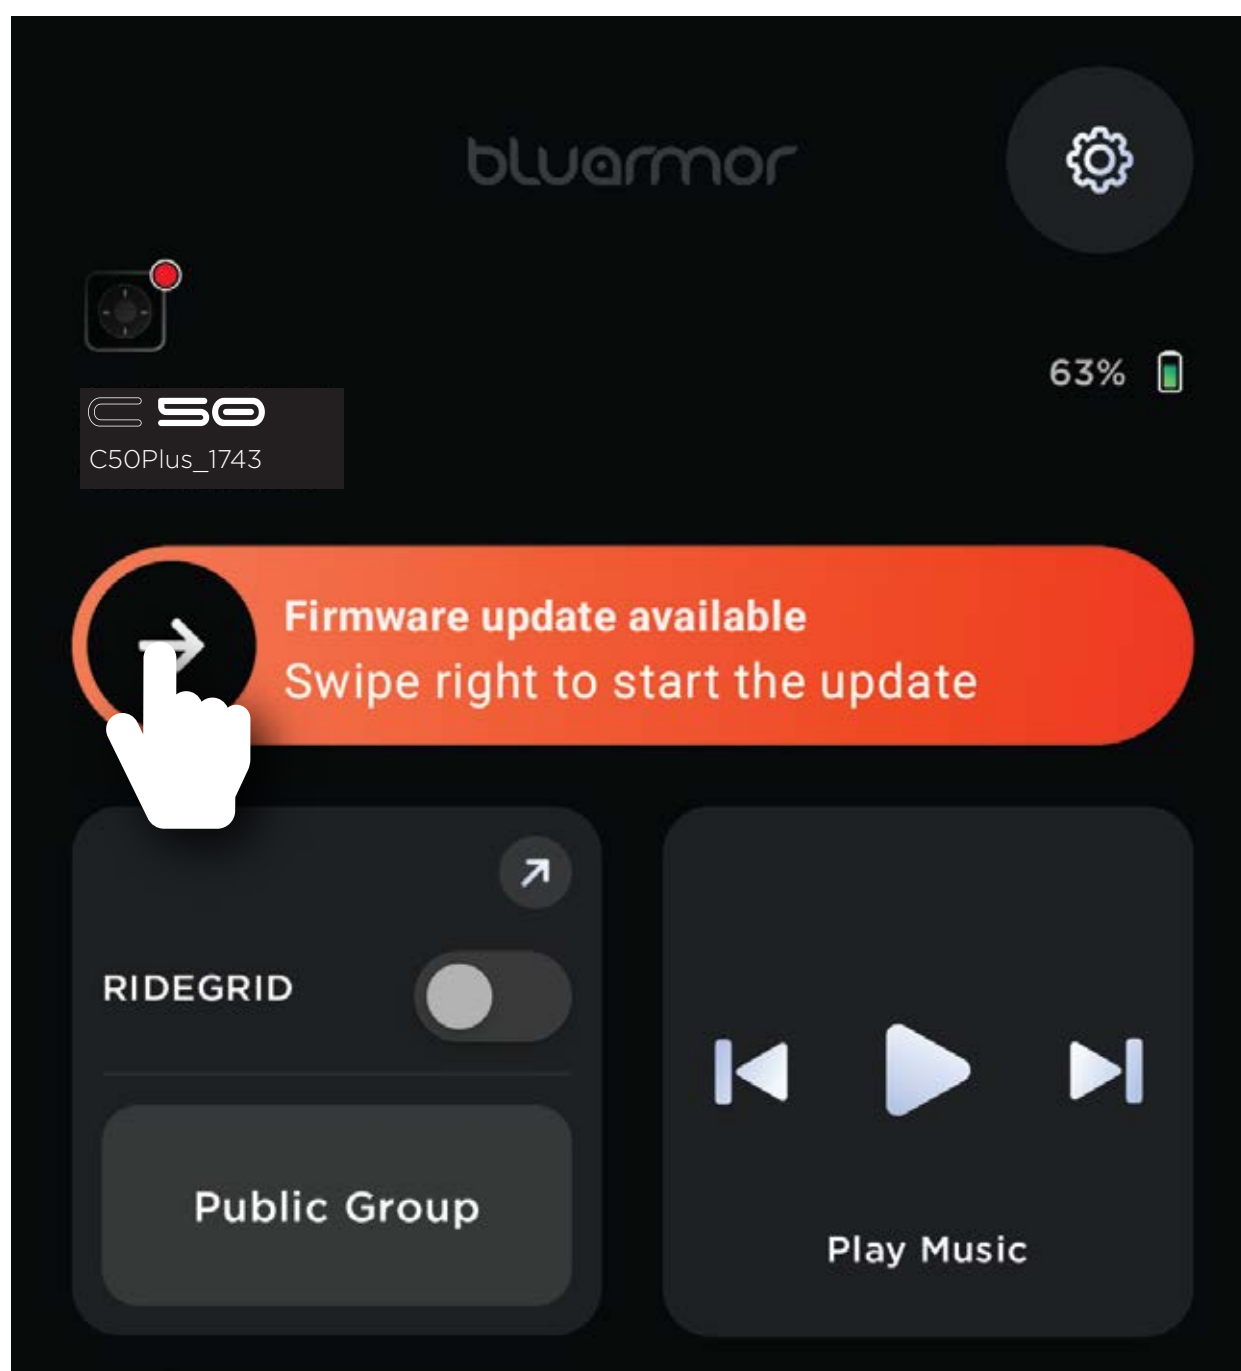 bluarmor
63%
C50
C50Plus_1743
Firmware update available
Swipe right to start the update
RIDEGRID
Public Group
Play Music